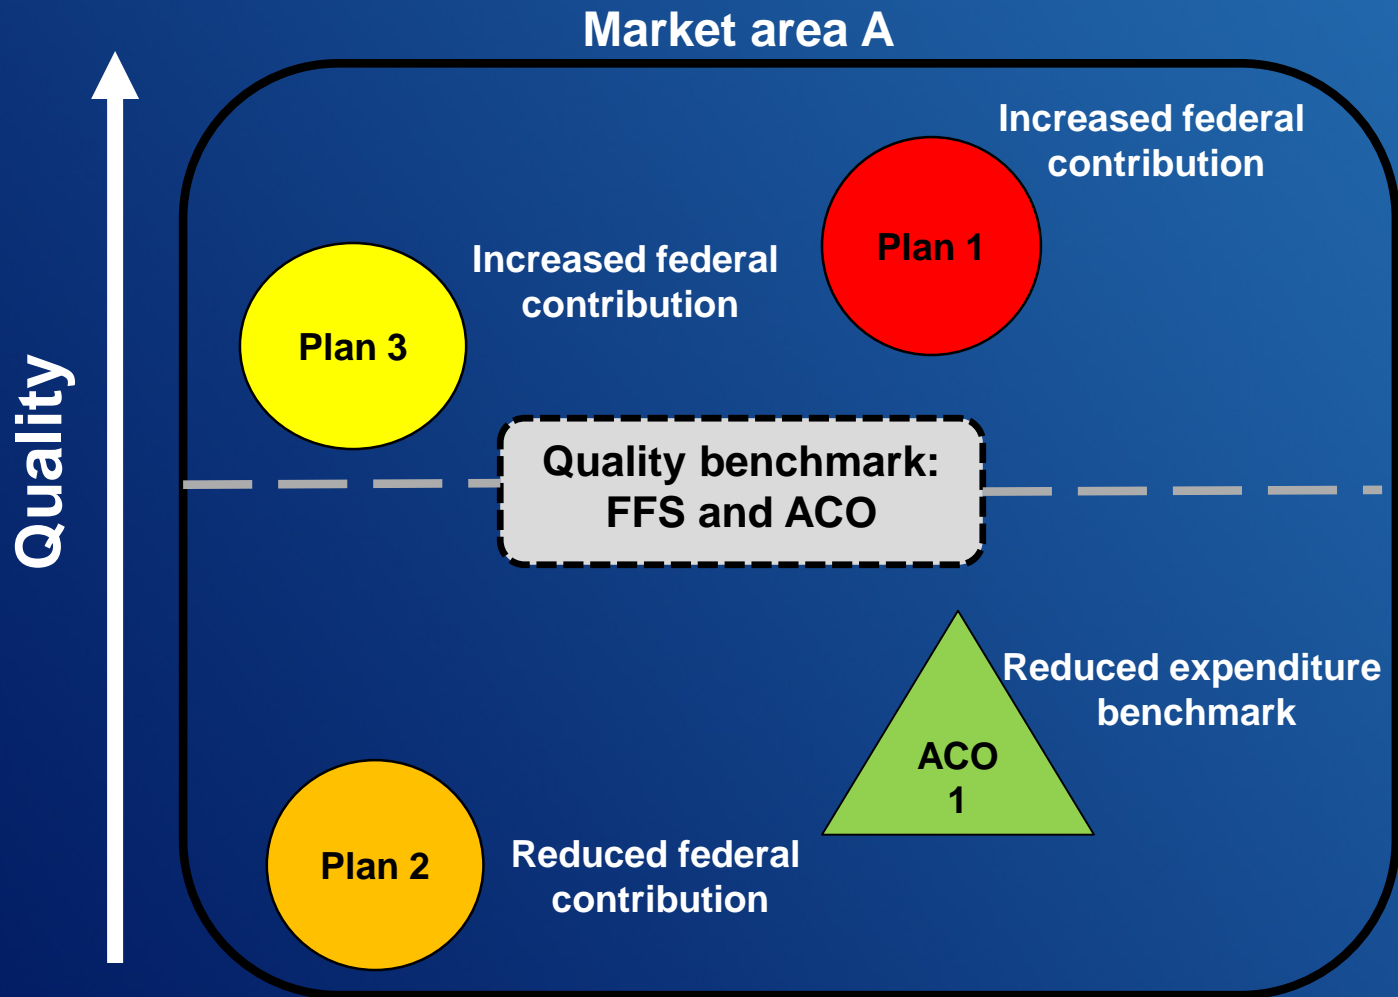 Market area A
Increased federal
contribution
Plan 1
Increased federal
contribution
Plan 3
Quality
Quality benchmark:
FFS and ACO
Reduced expenditure
benchmark
ACO
1
Plan 2
Reduced federal
contribution